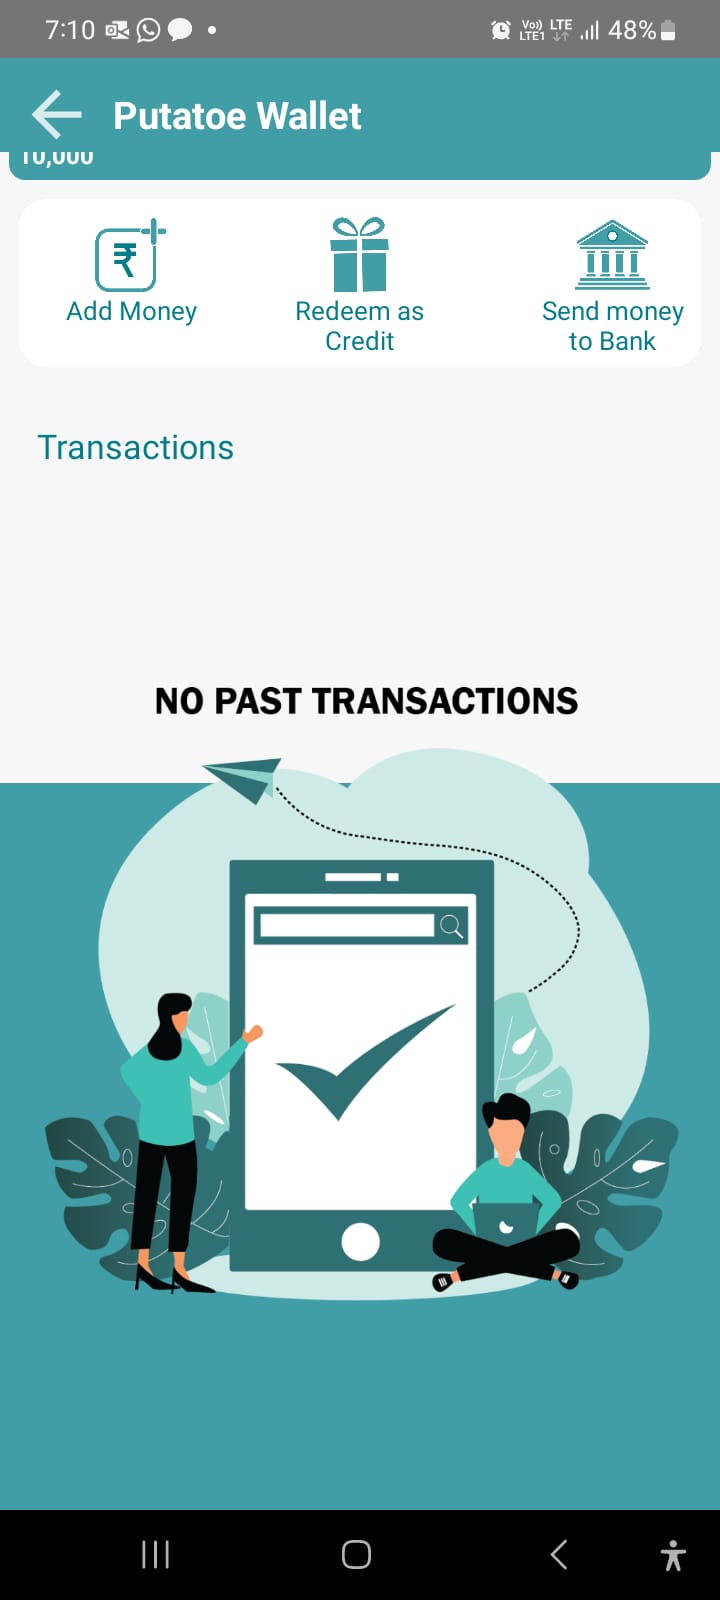 7:10
Vo)) LTE
LTE1
48%
Putatoe Wallet
10,000
Add Money
Redeem as
Credit
Send money
to Bank
Transactions
NO PAST TRANSACTIONS